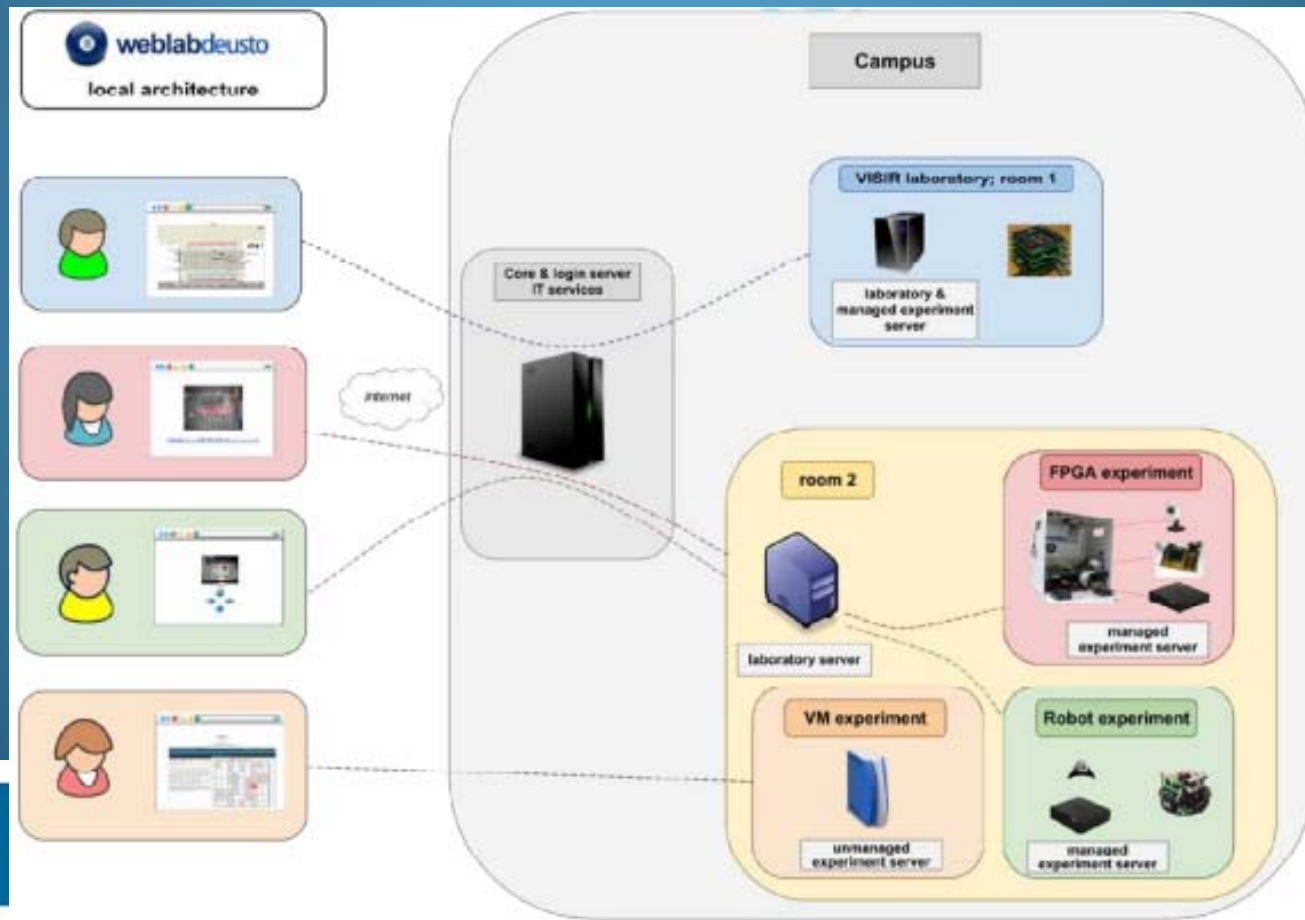 weblabdeusto
local architecture
Campus
VISIR laboratory; room 1
laboratory &
managed experiment
server
Core & login server
IT services
internet
room 2
laboratory server
FPGA experiment
managed
experiment server
VM experiment
unmanaged
experiment server
Robot experiment
managed
experiment server